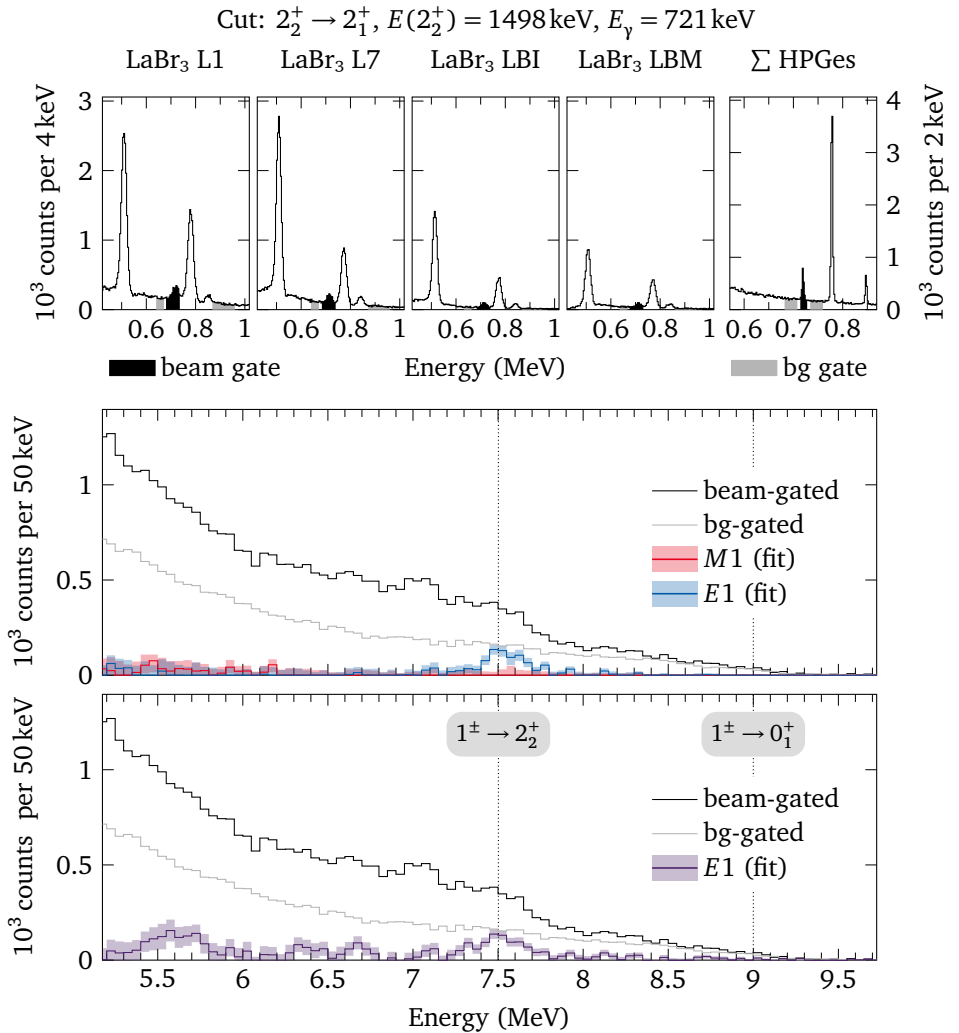 Cut: 2₂⁺ → 2₁⁺, E(2₂⁺) = 1498 keV, Eγ = 721 keV
LaBr₃ L1 LaBr₃ L7 LaBr₃ LBI LaBr₃ LBM ∑ HPGes
10³ counts per 4 keV
3
2
1
0
4
3
2
1
0
10³ counts per 2 keV
0.6 0.8 1 0.6 0.8 1 0.6 0.8 1 0.6 0.8 1 0.6 0.7 0.8
Energy (MeV)
beam gate bg gate
10³ counts per 50 keV
1
0.5
0
beam-gated
bg-gated
M1 (fit)
E1 (fit)
10³ counts per 50 keV
1
0.5
0
1± → 2₂⁺ 1± → 0₁⁺
beam-gated
bg-gated
E1 (fit)
5.5 6 6.5 7 7.5 8 8.5 9 9.5
Energy (MeV)